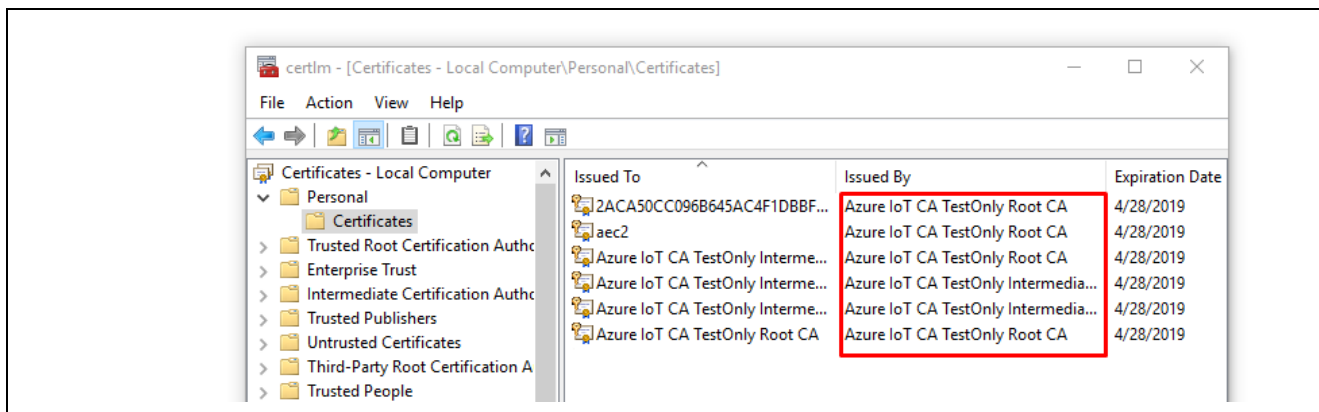 certlm - [Certificates - Local Computer\Personal\Certificates]
File Action View Help
Certificates - Local Computer
Personal
Certificates
Trusted Root Certification Autho
Enterprise Trust
Intermediate Certification Autho
Trusted Publishers
Untrusted Certificates
Third-Party Root Certification A
Trusted People
Issued To Issued By Expiration Date
2ACA50CC096B645AC4F1DBBF... Azure IoT CA TestOnly Root CA 4/28/2019
aec2 Azure IoT CA TestOnly Root CA 4/28/2019
Azure IoT CA TestOnly Interme... Azure IoT CA TestOnly Root CA 4/28/2019
Azure IoT CA TestOnly Interme... Azure IoT CA TestOnly Intermedia... 4/28/2019
Azure IoT CA TestOnly Interme... Azure IoT CA TestOnly Intermedia... 4/28/2019
Azure IoT CA TestOnly Root CA Azure IoT CA TestOnly Root CA 4/28/2019